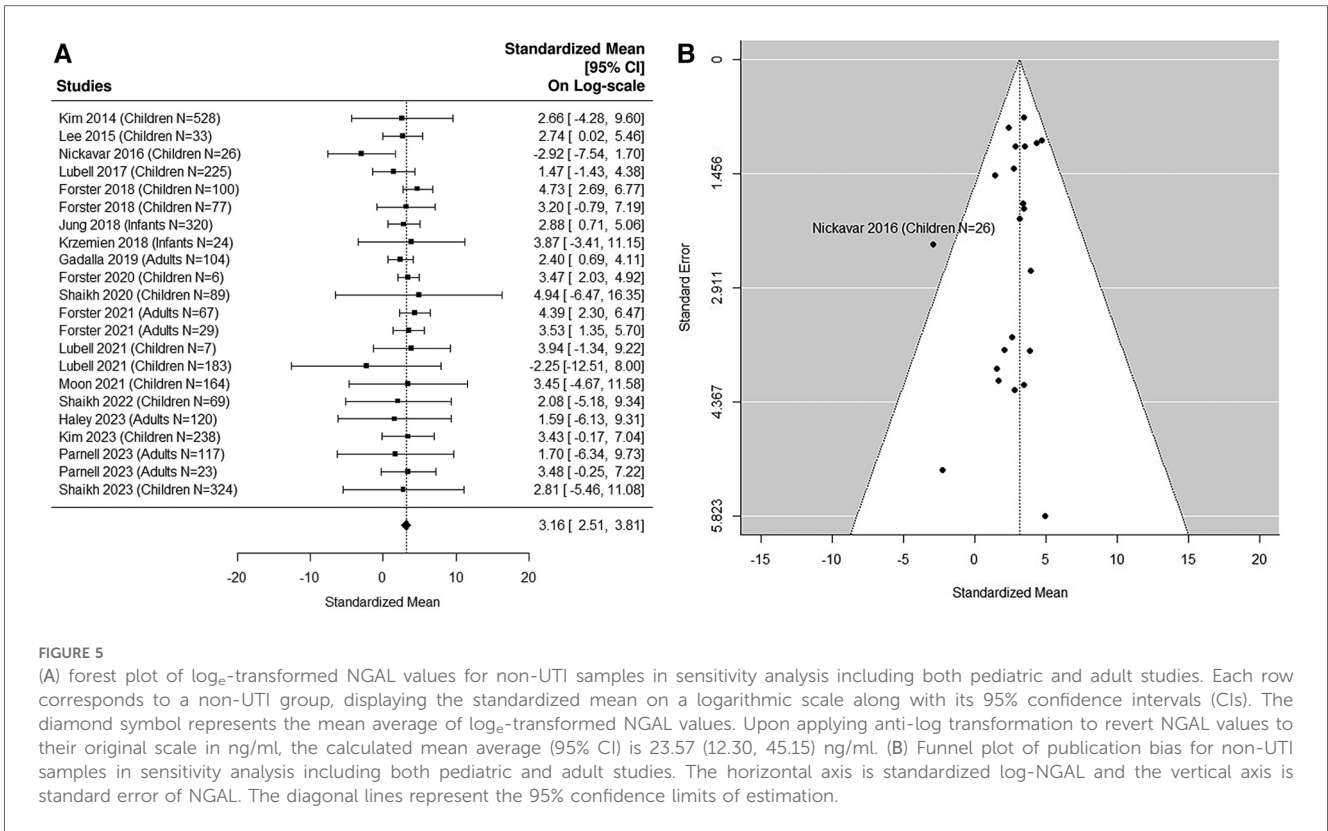 A
Standardized Mean
[95% CI]
Studies On Log-scale
Kim 2014 (Children N=528) 2.66 [ -4.28, 9.60]
Lee 2015 (Children N=33) 2.74 [ 0.02, 5.46]
Nickavar 2016 (Children N=26) -2.92 [ -7.54, 1.70]
Lubell 2017 (Children N=225) 1.47 [ -1.43, 4.38]
Forster 2018 (Children N=100) 4.73 [ 2.69, 6.77]
Forster 2018 (Children N=77) 3.20 [ -0.79, 7.19]
Jung 2018 (Infants N=320) 2.88 [ 0.71, 5.06]
Krzemien 2018 (Infants N=24) 3.87 [ -3.41, 11.15]
Gadalla 2019 (Adults N=104) 2.40 [ 0.69, 4.11]
Forster 2020 (Children N=6) 3.47 [ 2.03, 4.92]
Shaikh 2020 (Children N=89) 4.94 [ -6.47, 16.35]
Forster 2021 (Adults N=67) 4.39 [ 2.30, 6.47]
Forster 2021 (Adults N=29) 3.53 [ 1.35, 5.70]
Lubell 2021 (Children N=7) 3.94 [ -1.34, 9.22]
Lubell 2021 (Children N=183) -2.25 [-12.51, 8.00]
Moon 2021 (Children N=164) 3.45 [ -4.67, 11.58]
Shaikh 2022 (Children N=69) 2.08 [ -5.18, 9.34]
Haley 2023 (Adults N=120) 1.59 [ -6.13, 9.31]
Kim 2023 (Children N=238) 3.43 [ -0.17, 7.04]
Parnell 2023 (Adults N=117) 1.70 [ -6.34, 9.73]
Parnell 2023 (Adults N=23) 3.48 [ -0.25, 7.22]
Shaikh 2023 (Children N=324) 2.81 [ -5.46, 11.08]
3.16 [ 2.51, 3.81]
-20 -10 0 10 20
Standardized Mean
B
Standard Error
0
1.456
2.911
4.367
5.823
Nickavar 2016 (Children N=26)
-15 -10 -5 0 5 10 15 20
Standardized Mean
FIGURE 5
(A) forest plot of logₑ-transformed NGAL values for non-UTI samples in sensitivity analysis including both pediatric and adult studies. Each row
corresponds to a non-UTI group, displaying the standardized mean on a logarithmic scale along with its 95% confidence intervals (CIs). The
diamond symbol represents the mean average of logₑ-transformed NGAL values. Upon applying anti-log transformation to revert NGAL values to
their original scale in ng/ml, the calculated mean average (95% CI) is 23.57 (12.30, 45.15) ng/ml. (B) Funnel plot of publication bias for non-UTI
samples in sensitivity analysis including both pediatric and adult studies. The horizontal axis is standardized log-NGAL and the vertical axis is
standard error of NGAL. The diagonal lines represent the 95% confidence limits of estimation.